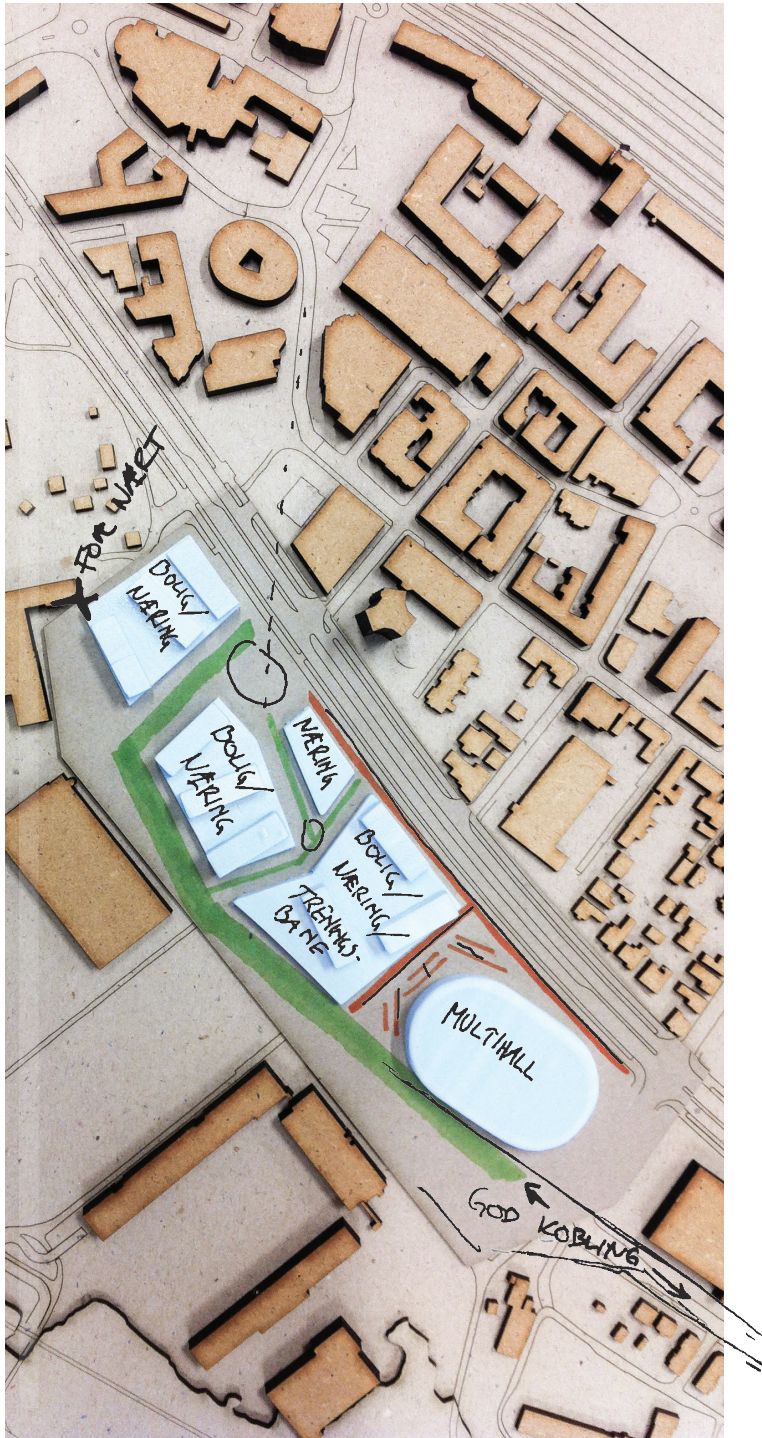 FOR NÆRT
BOLIG/
NÆRING
BOLIG/
NÆRING
NÆRING
BOLIG/
NÆRING/
TRENINGS-
BANE
MULTIHALL
GOD KOBLING